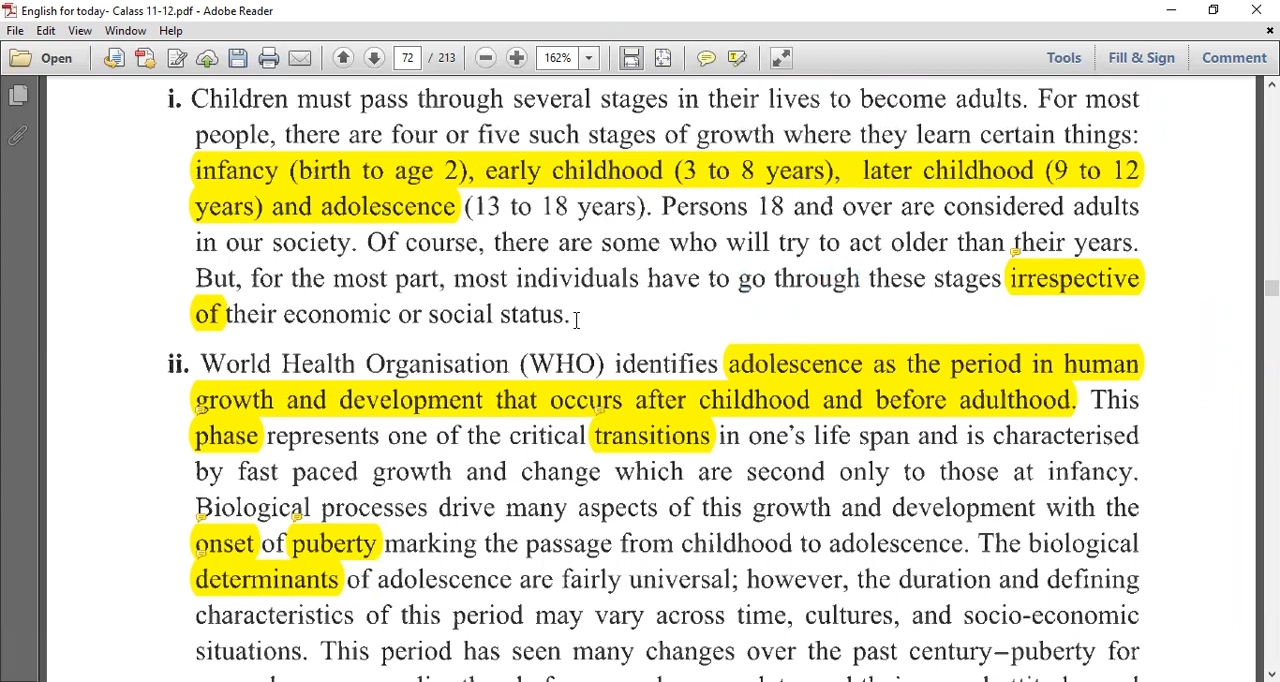 English for today- Calass 11-12.pdf - Adobe Reader
File Edit View Window Help
Open 72 / 213 162% Tools Fill & Sign Comment
i. Children must pass through several stages in their lives to become adults. For most
people, there are four or five such stages of growth where they learn certain things:
infancy (birth to age 2), early childhood (3 to 8 years), later childhood (9 to 12
years) and adolescence (13 to 18 years). Persons 18 and over are considered adults
in our society. Of course, there are some who will try to act older than their years.
But, for the most part, most individuals have to go through these stages irrespective
of their economic or social status.
ii. World Health Organisation (WHO) identifies adolescence as the period in human
growth and development that occurs after childhood and before adulthood. This
phase represents one of the critical transitions in one’s life span and is characterised
by fast paced growth and change which are second only to those at infancy.
Biological processes drive many aspects of this growth and development with the
onset of puberty marking the passage from childhood to adolescence. The biological
determinants of adolescence are fairly universal; however, the duration and defining
characteristics of this period may vary across time, cultures, and socio-economic
situations. This period has seen many changes over the past century–puberty for